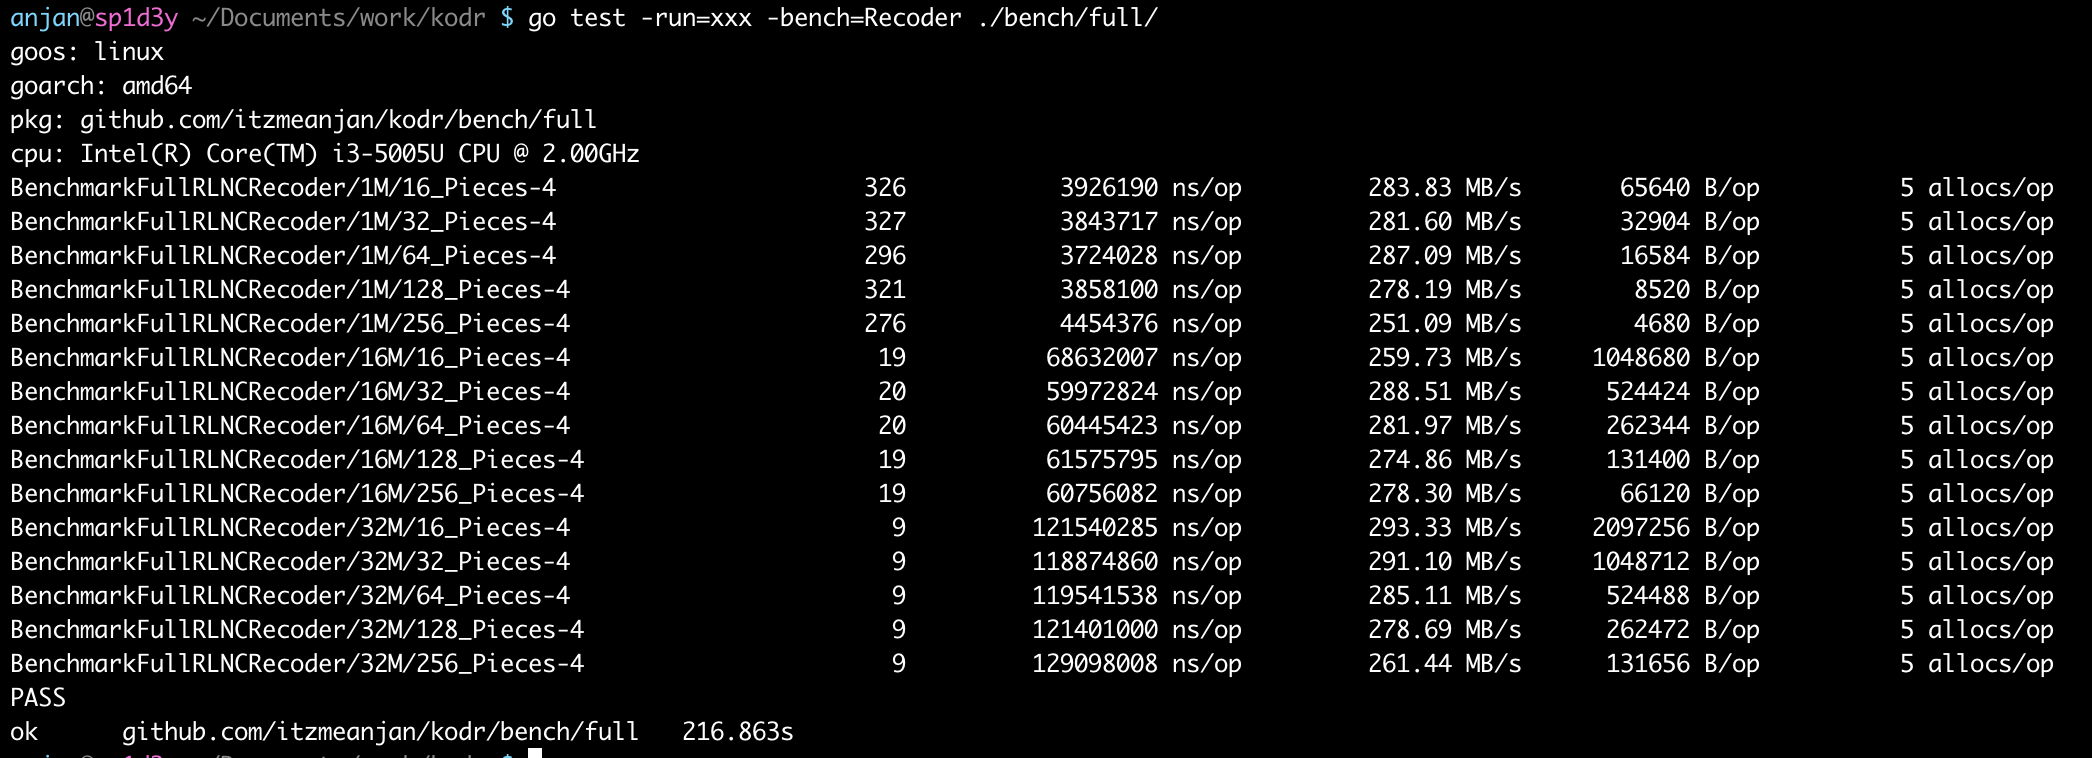 anjan@sp1d3y ~/Documents/work/kodr $ go test -run=xxx -bench=Recoder ./bench/full/
goos: linux
goarch: amd64
pkg: github.com/itzmeanjan/kodr/bench/full
cpu: Intel(R) Core(TM) i3-5005U CPU @ 2.00GHz
BenchmarkFullRLNCRecoder/1M/16_Pieces-4 326 3926190 ns/op 283.83 MB/s 65640 B/op 5 allocs/op
BenchmarkFullRLNCRecoder/1M/32_Pieces-4 327 3843717 ns/op 281.60 MB/s 32904 B/op 5 allocs/op
BenchmarkFullRLNCRecoder/1M/64_Pieces-4 296 3724028 ns/op 287.09 MB/s 16584 B/op 5 allocs/op
BenchmarkFullRLNCRecoder/1M/128_Pieces-4 321 3858100 ns/op 278.19 MB/s 8520 B/op 5 allocs/op
BenchmarkFullRLNCRecoder/1M/256_Pieces-4 276 4454376 ns/op 251.09 MB/s 4680 B/op 5 allocs/op
BenchmarkFullRLNCRecoder/16M/16_Pieces-4 19 68632007 ns/op 259.73 MB/s 1048680 B/op 5 allocs/op
BenchmarkFullRLNCRecoder/16M/32_Pieces-4 20 59972824 ns/op 288.51 MB/s 524424 B/op 5 allocs/op
BenchmarkFullRLNCRecoder/16M/64_Pieces-4 20 60445423 ns/op 281.97 MB/s 262344 B/op 5 allocs/op
BenchmarkFullRLNCRecoder/16M/128_Pieces-4 19 61575795 ns/op 274.86 MB/s 131400 B/op 5 allocs/op
BenchmarkFullRLNCRecoder/16M/256_Pieces-4 19 60756082 ns/op 278.30 MB/s 66120 B/op 5 allocs/op
BenchmarkFullRLNCRecoder/32M/16_Pieces-4 9 121540285 ns/op 293.33 MB/s 2097256 B/op 5 allocs/op
BenchmarkFullRLNCRecoder/32M/32_Pieces-4 9 118874860 ns/op 291.10 MB/s 1048712 B/op 5 allocs/op
BenchmarkFullRLNCRecoder/32M/64_Pieces-4 9 119541538 ns/op 285.11 MB/s 524488 B/op 5 allocs/op
BenchmarkFullRLNCRecoder/32M/128_Pieces-4 9 121401000 ns/op 278.69 MB/s 262472 B/op 5 allocs/op
BenchmarkFullRLNCRecoder/32M/256_Pieces-4 9 129098008 ns/op 261.44 MB/s 131656 B/op 5 allocs/op
PASS
ok github.com/itzmeanjan/kodr/bench/full 216.863s